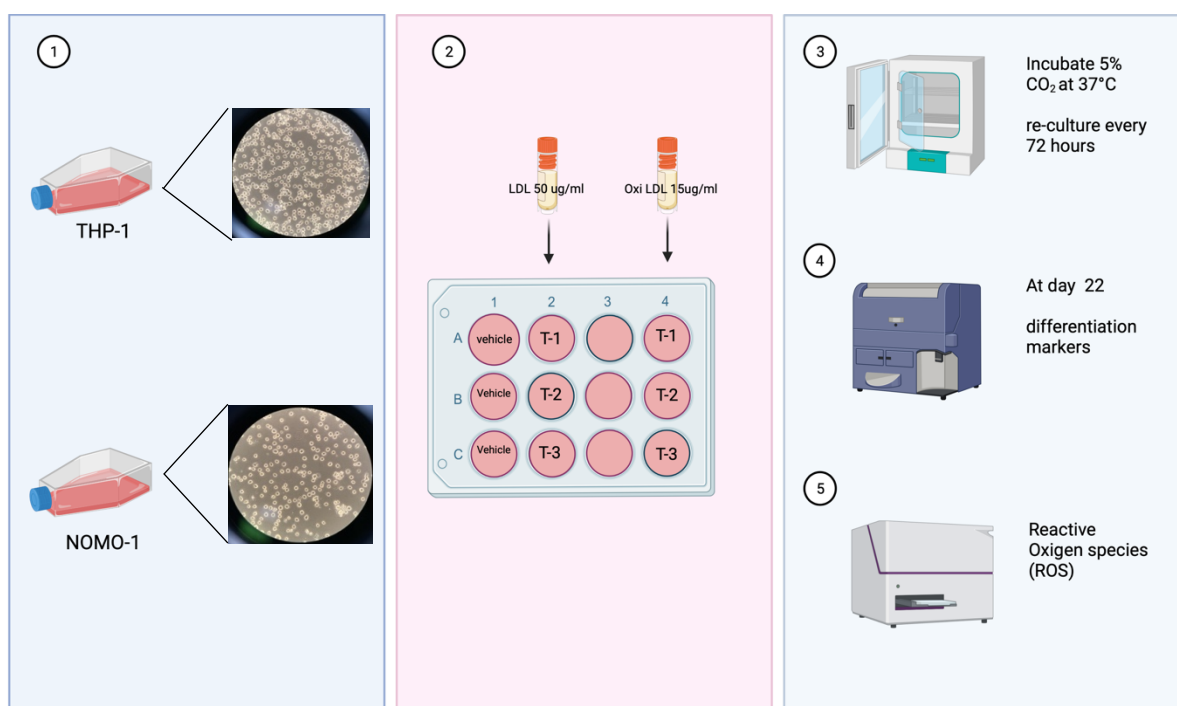 1
THP-1
NOMO-1
2
LDL 50 ug/ml
Oxi LDL 15ug/ml
1 2 3 4
A vehicle T-1 T-1
B Vehicle T-2 T-2
C Vehicle T-3 T-3
3
Incubate 5%
CO₂ at 37°C
re-culture every
72 hours
4
At day 22
differentiation
markers
5
Reactive
Oxigen species
(ROS)